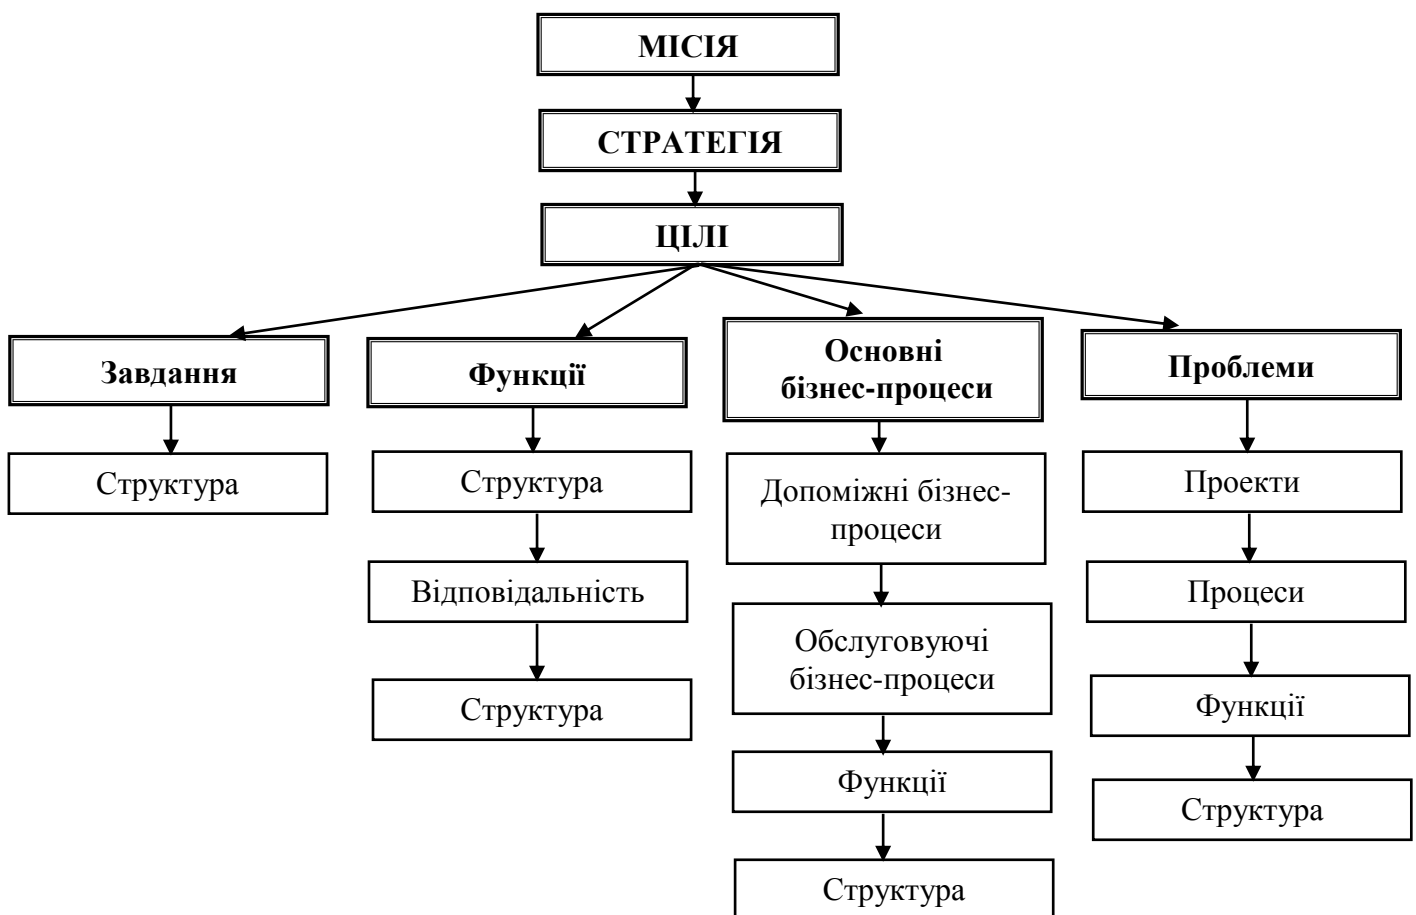 МІСІЯ
СТРАТЕГІЯ
ЦІЛІ
Завдання
Функції
Основні
бізнес-процеси
Проблеми
Структура
Структура
Допоміжні бізнес-
процеси
Проекти
Відповідальність
Обслуговуючі
бізнес-процеси
Процеси
Структура
Функції
Функції
Структура
Структура